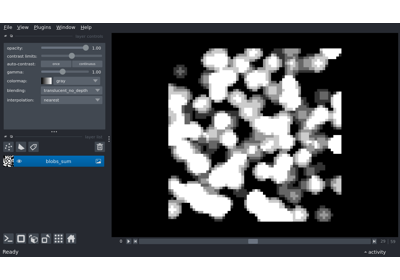 File View Plugins Window Help
opacity: 1.00
contrast limits:
auto-contrast: once continuous
gamma: 1.00
colormap: gray
blending: translucent_no_depth
interpolation: nearest
blobs_sum
Ready
activity